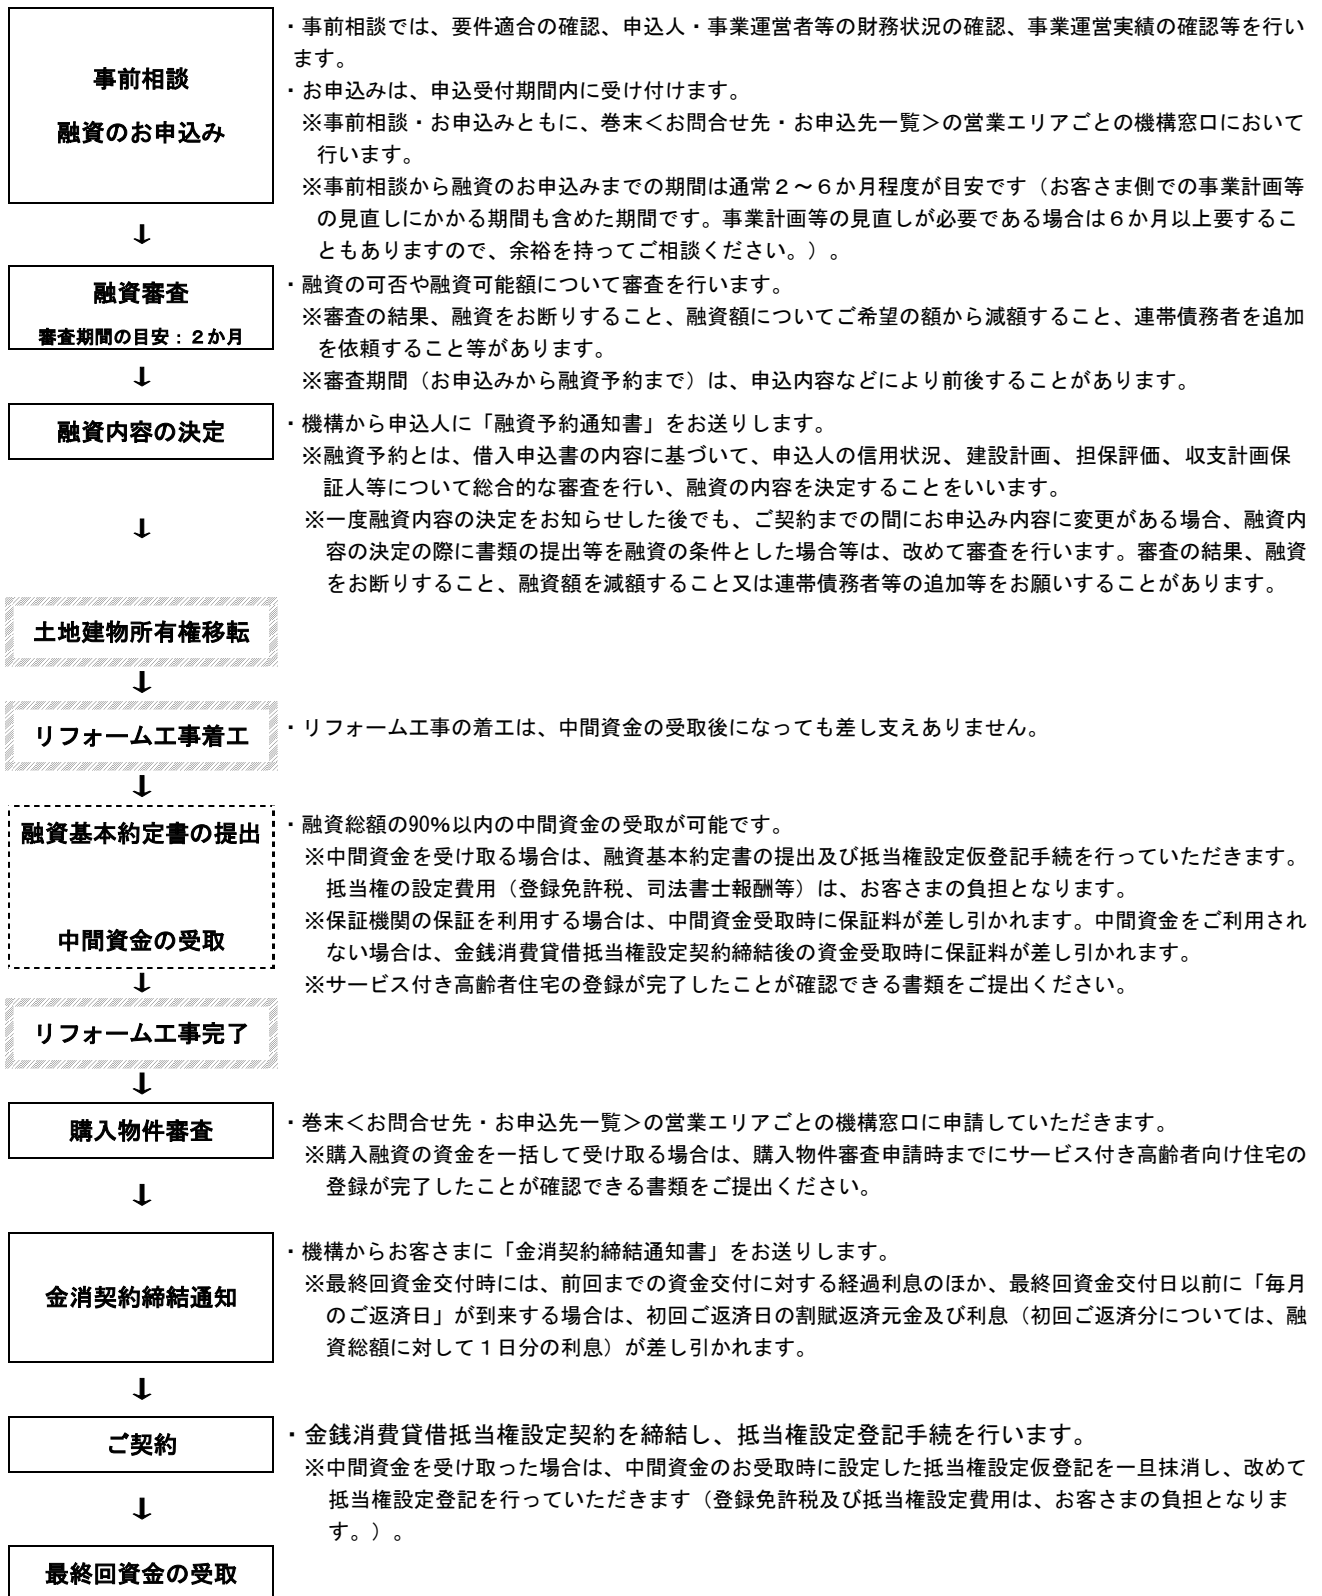 事前相談
融資のお申込み
・事前相談では、要件適合の確認、申込人・事業運営者等の財務状況の確認、事業運営実績の確認等を行い
ます。
・お申込みは、申込受付期間内に受け付けます。
※事前相談・お申込みともに、巻末＜お問合せ先・お申込先一覧＞の営業エリアごとの機構窓口において
行います。
※事前相談から融資のお申込みまでの期間は通常２～６か月程度が目安です（お客さま側での事業計画等
の見直しにかかる期間も含めた期間です。事業計画等の見直しが必要である場合は６か月以上要するこ
ともありますので、余裕を持ってご相談ください。）。
↓
融資審査
審査期間の目安：２か月
・融資の可否や融資可能額について審査を行います。
※審査の結果、融資をお断りすること、融資額についてご希望の額から減額すること、連帯債務者を追加
を依頼すること等があります。
※審査期間（お申込みから融資予約まで）は、申込内容などにより前後することがあります。
↓
融資内容の決定
・機構から申込人に「融資予約通知書」をお送りします。
※融資予約とは、借入申込書の内容に基づいて、申込人の信用状況、建設計画、担保評価、収支計画保
証人等について総合的な審査を行い、融資の内容を決定することをいいます。
※一度融資内容の決定をお知らせした後でも、ご契約までの間にお申込み内容に変更がある場合、融資内
容の決定の際に書類の提出等を融資の条件とした場合等は、改めて審査を行います。審査の結果、融資
をお断りすること、融資額を減額すること又は連帯債務者等の追加等をお願いすることがあります。
↓
土地建物所有権移転
↓
リフォーム工事着工
・リフォーム工事の着工は、中間資金の受取後になっても差し支えありません。
↓
融資基本約定書の提出
中間資金の受取
・融資総額の90%以内の中間資金の受取が可能です。
※中間資金を受け取る場合は、融資基本約定書の提出及び抵当権設定仮登記手続を行っていただきます。
抵当権の設定費用（登録免許税、司法書士報酬等）は、お客さまの負担となります。
※保証機関の保証を利用する場合は、中間資金受取時に保証料が差し引かれます。中間資金をご利用され
ない場合は、金銭消費貸借抵当権設定契約締結後の資金受取時に保証料が差し引かれます。
※サービス付き高齢者住宅の登録が完了したことが確認できる書類をご提出ください。
↓
リフォーム工事完了
↓
購入物件審査
・巻末＜お問合せ先・お申込先一覧＞の営業エリアごとの機構窓口に申請していただきます。
※購入融資の資金を一括して受け取る場合は、購入物件審査申請時までにサービス付き高齢者向け住宅の
登録が完了したことが確認できる書類をご提出ください。
↓
金消契約締結通知
・機構からお客さまに「金消契約締結通知書」をお送りします。
※最終回資金交付時には、前回までの資金交付に対する経過利息のほか、最終回資金交付日以前に「毎月
のご返済日」が到来する場合は、初回ご返済日の割賦返済元金及び利息（初回ご返済分については、融
資総額に対して１日分の利息）が差し引かれます。
↓
ご契約
・金銭消費貸借抵当権設定契約を締結し、抵当権設定登記手続を行います。
※中間資金を受け取った場合は、中間資金のお受取時に設定した抵当権設定仮登記を一旦抹消し、改めて
抵当権設定登記を行っていただきます（登録免許税及び抵当権設定費用は、お客さまの負担となりま
す。）。
↓
最終回資金の受取